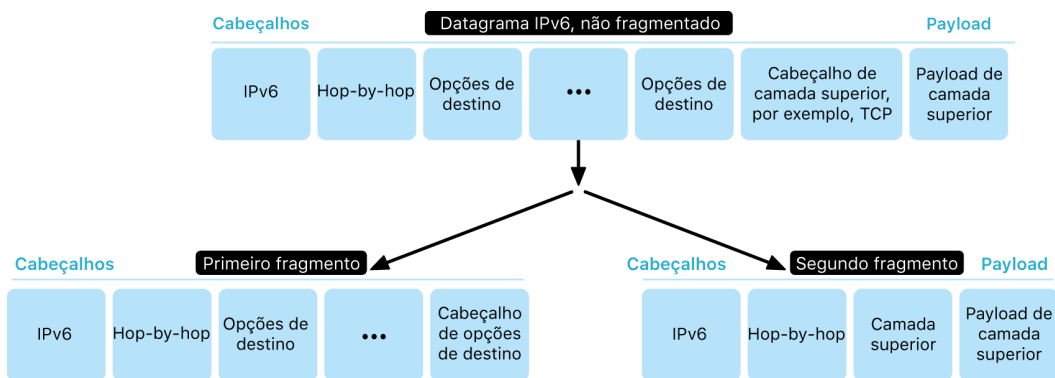 Cabeçalhos
Datagrama IPv6, não fragmentado
Payload
IPv6
Hop-by-hop
Opções de
destino
...
Opções de
destino
Cabeçalho de
camada superior,
por exemplo, TCP
Payload de
camada
superior
Cabeçalhos
Primeiro fragmento
IPv6
Hop-by-hop
Opções de
destino
...
Cabeçalho
de opções
de destino
Cabeçalhos
Segundo fragmento
Payload
IPv6
Hop-by-hop
Camada
superior
Payload de
camada
superior